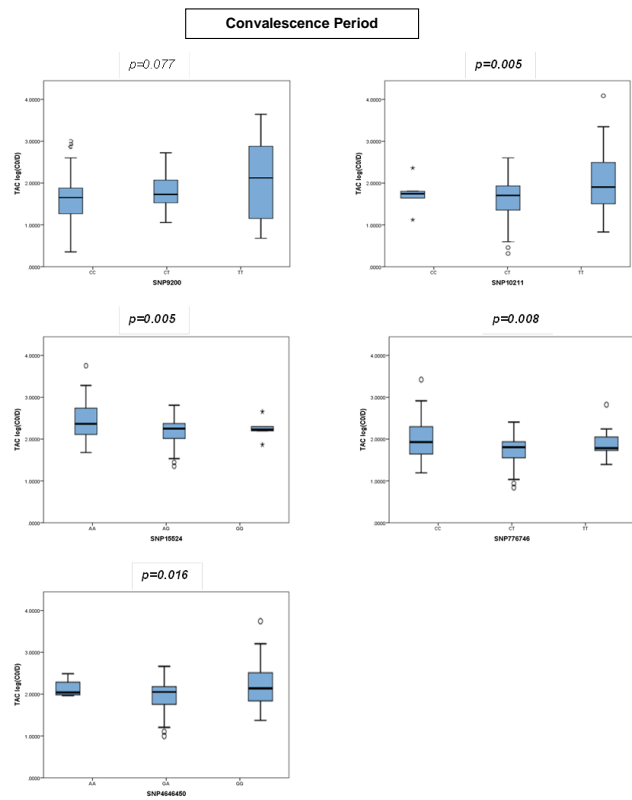 Convalescence Period
p=0.077
TAC log(C0/D)
4.0000
3.0000
2.0000
1.0000
.0000
CC CT TT
SNP9200
p=0.005
TAC log(C0/D)
4.0000
3.0000
2.0000
1.0000
.0000
CC CT TT
SNP10211
p=0.005
TAC log(C0/D)
4.0000
3.0000
2.0000
1.0000
.0000
AA AG GG
SNP15524
p=0.008
TAC log(C0/D)
4.0000
3.0000
2.0000
1.0000
.0000
CC CT TT
SNP776746
p=0.016
TAC log(C0/D)
4.0000
3.0000
2.0000
1.0000
.0000
AA GA GG
SNP4646450